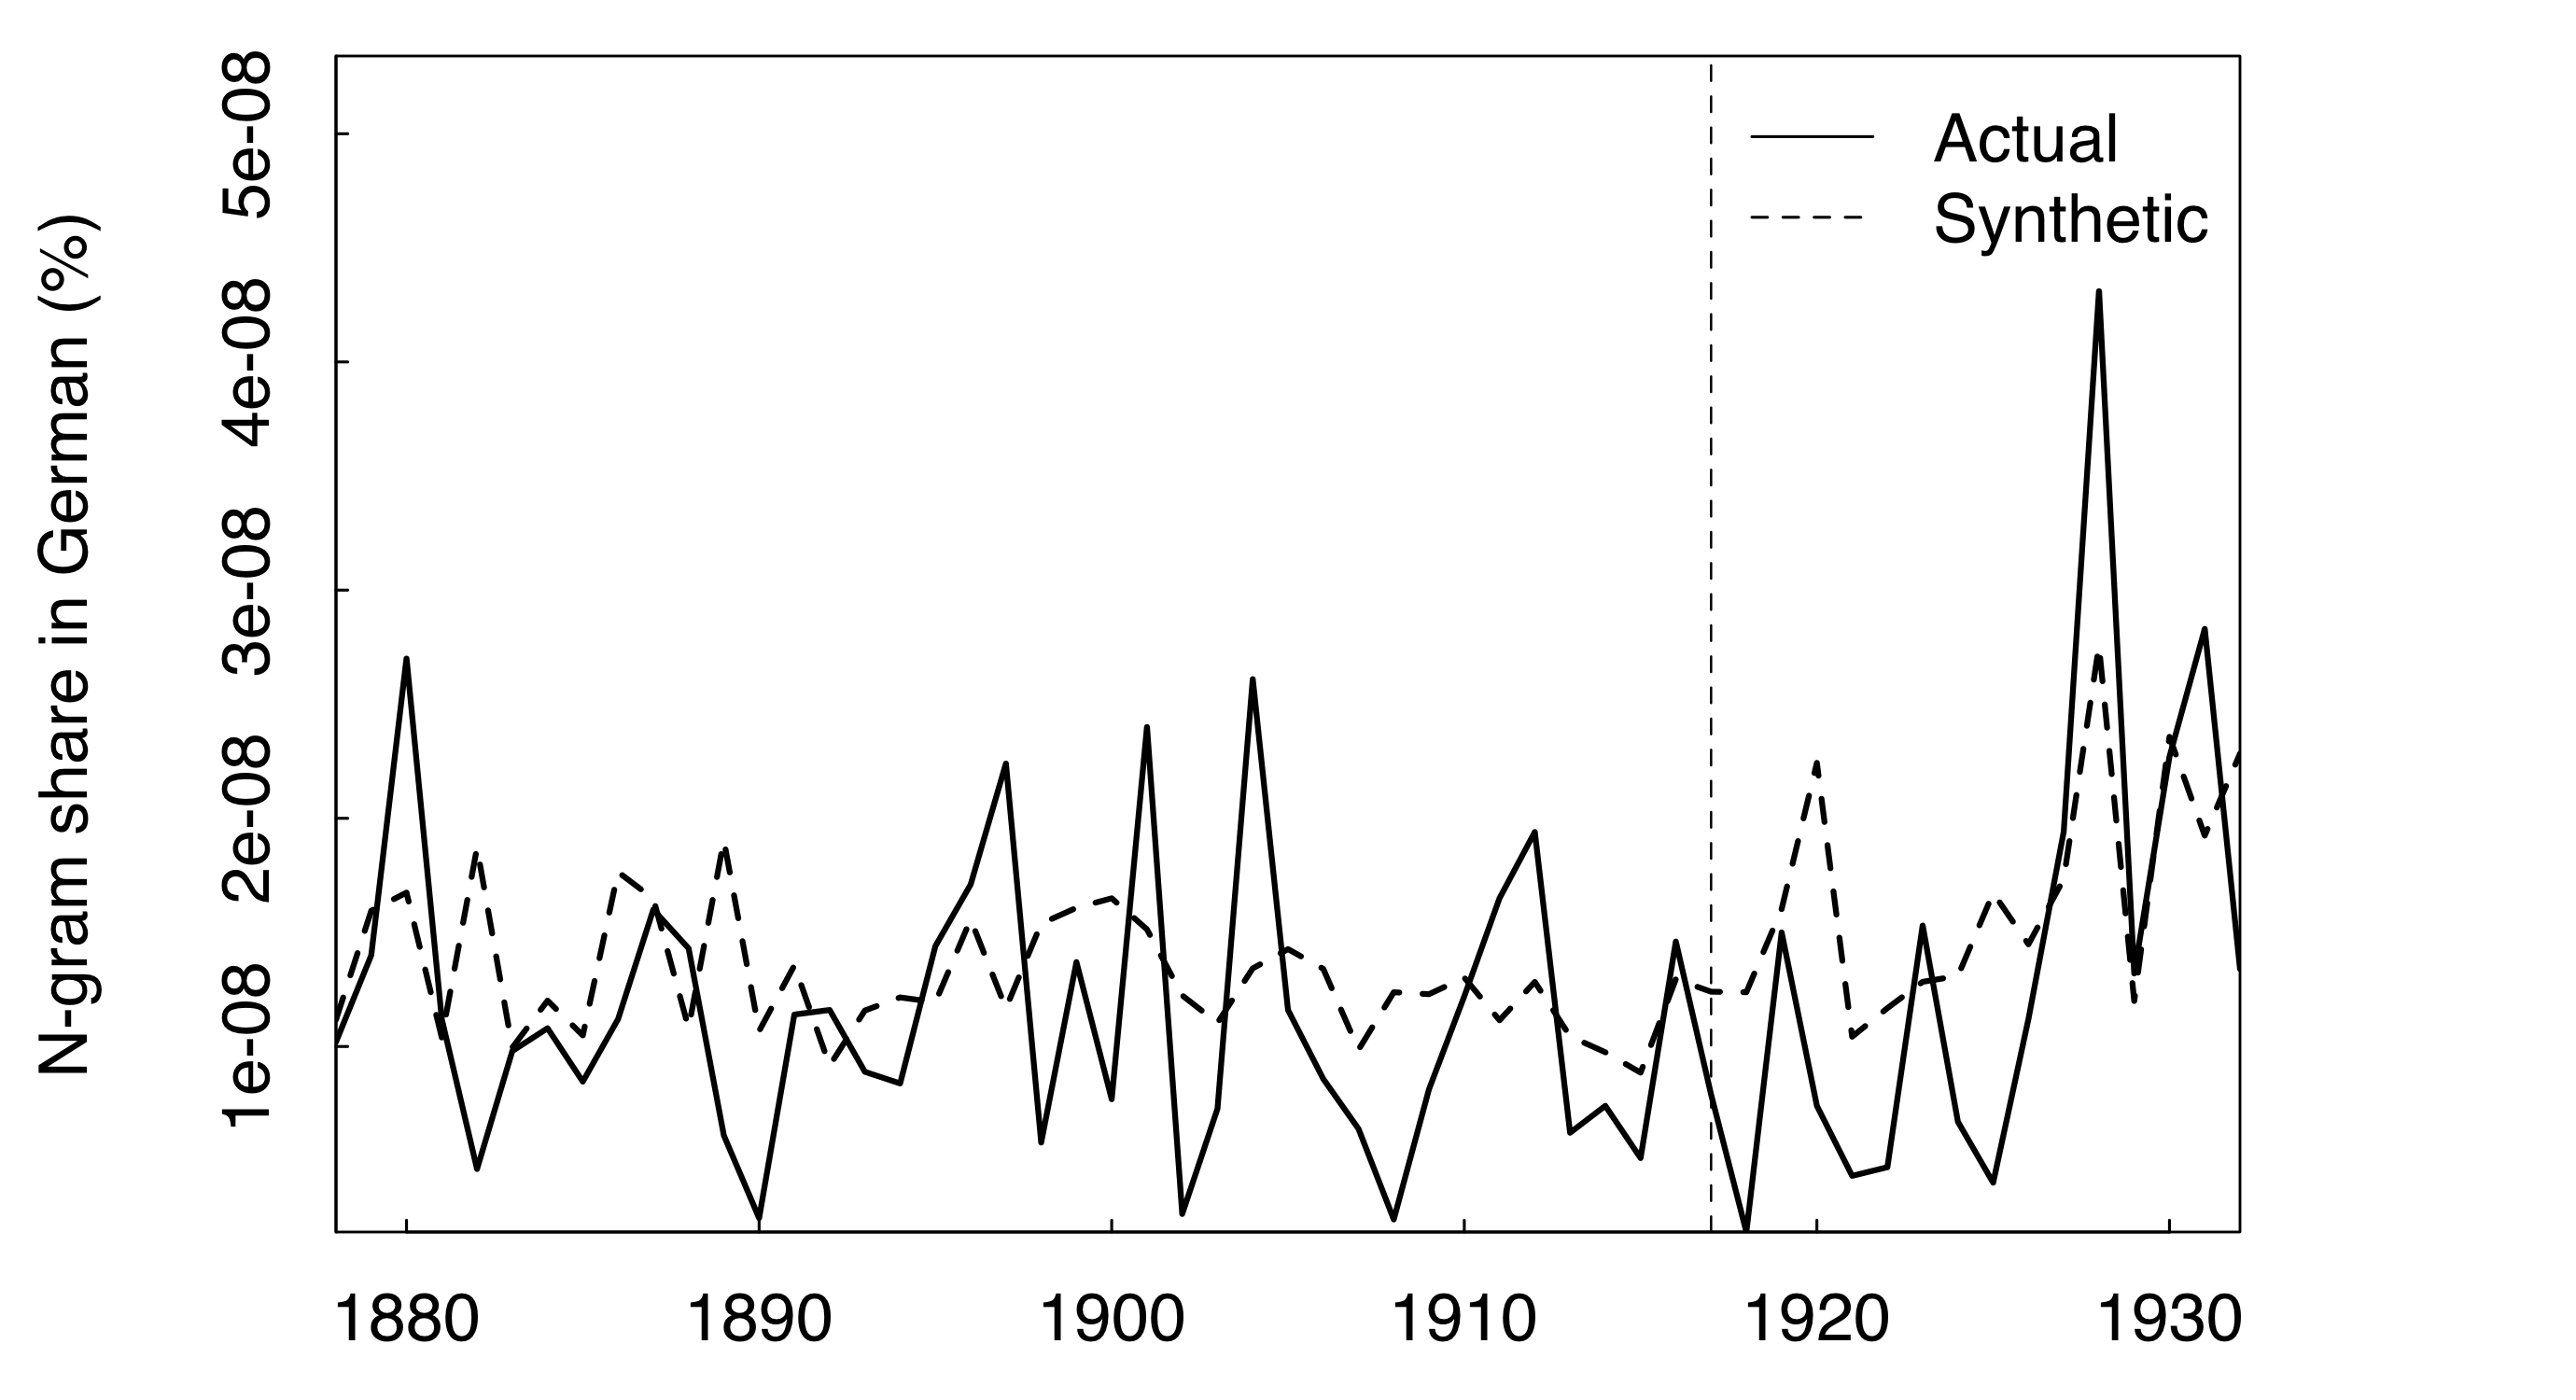 N-gram share in German (%)
5e-08
4e-08
3e-08
2e-08
1e-08
Actual
Synthetic
1880 1890 1900 1910 1920 1930